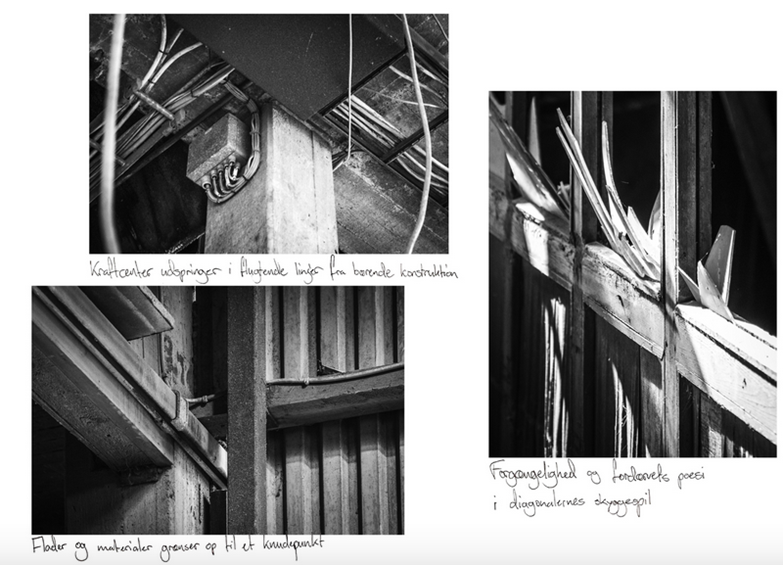 Kraftcenter udspringer i flugtende linjer fra bærende konstruktion
Flader og materialer grænser op til et knudepunkt
Forgængelighed og fordærvets poesi
i diagonalernes skyggespil